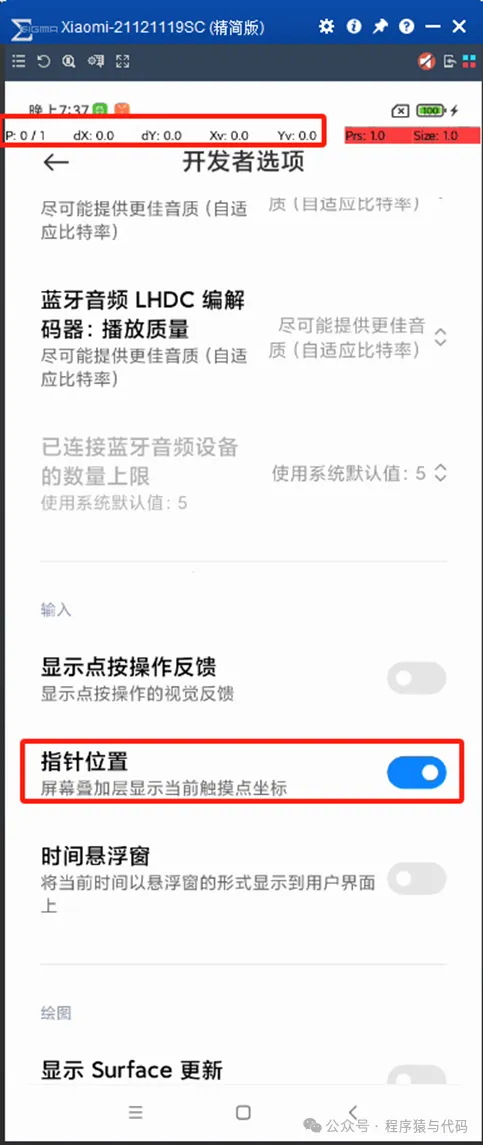 SIGMA Xiaomi-21121119SC (精简版)
晚上7:37
100
P: 0 / 1 dX: 0.0 dY: 0.0 Xv: 0.0 Yv: 0.0 Prs: 1.0 Size: 1.0
开发者选项
尽可能提供更佳音质（自适
应比特率）
质（自适应比特率）
蓝牙音频 LHDC 编解
码器：播放质量
尽可能提供更佳音质（自适
应比特率）
尽可能提供更佳音
质（自适应比特率）
已连接蓝牙音频设备
的数量上限
使用系统默认值：5
使用系统默认值：5
输入
显示点按操作反馈
显示点按操作的视觉反馈
指针位置
屏幕叠加层显示当前触摸点坐标
时间悬浮窗
将当前时间以悬浮窗的形式显示到用户界面
上
绘图
显示 Surface 更新
公众号 · 程序猿与代码